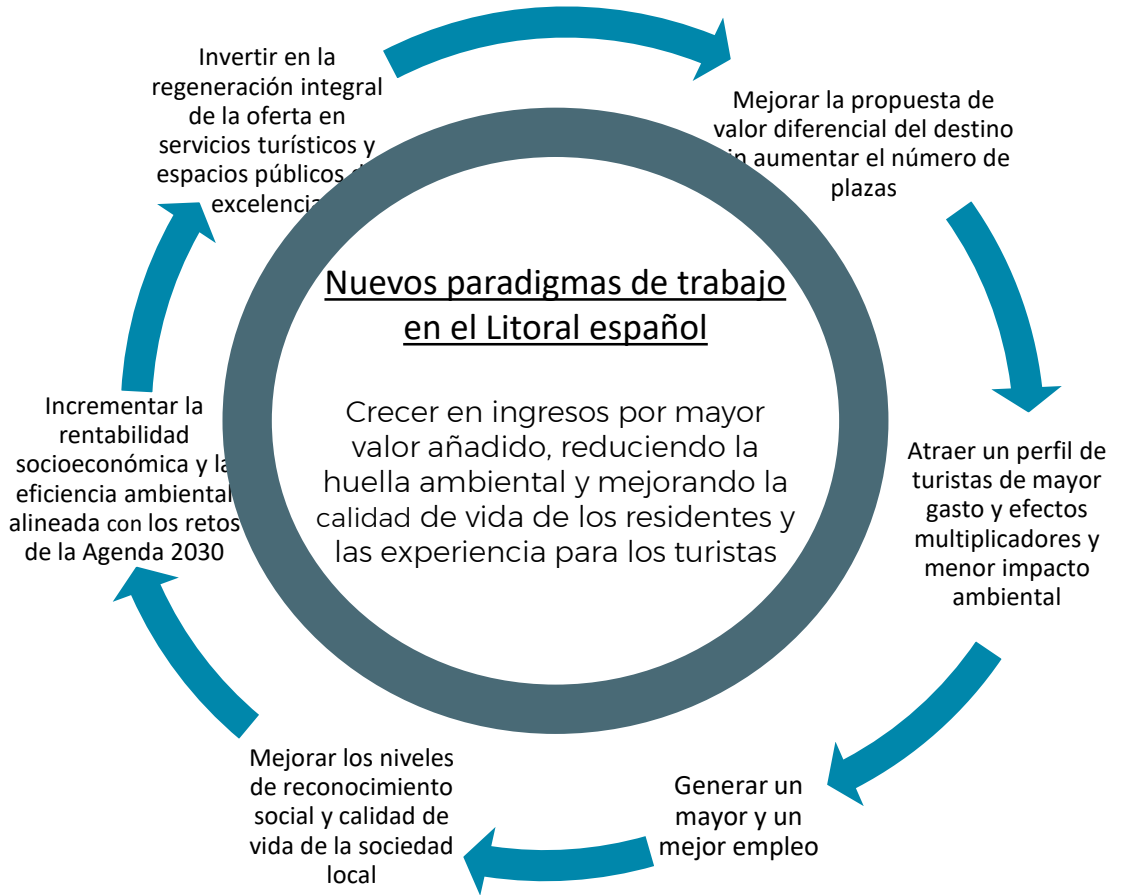 Invertir en la
regeneración integral
de la oferta en
servicios turísticos y
espacios públicos
excelencia
Mejorar la propuesta de
valor diferencial del destino
aumentar el número de
plazas
Atraer un perfil de
turistas de mayor
gasto y efectos
multiplicadores y
menor impacto
ambiental
Generar un
mayor y un
mejor empleo
Mejorar los niveles
de reconocimiento
social y calidad de
vida de la sociedad
local
Incrementar la
rentabilidad
socioeconómica y la
eficiencia ambiental
alineada con los retos
de la Agenda 2030
Nuevos paradigmas de trabajo
en el Litoral español
Crecer en ingresos por mayor
valor añadido, reduciendo la
huella ambiental y mejorando la
calidad de vida de los residentes y
las experiencia para los turistas